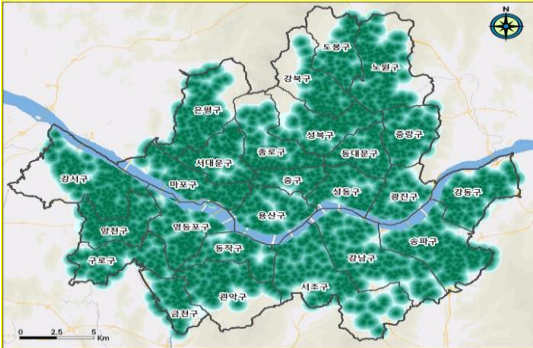 N
도봉구
노원구
강북구
은평구
성북구
중랑구
종로구
동대문구
서대문구
강서구
마포구
중구
성동구
광진구
강동구
용산구
양천구
영등포구
동작구
송파구
강남구
구로구
서초구
관악구
금천구
0 2.5 5
Km